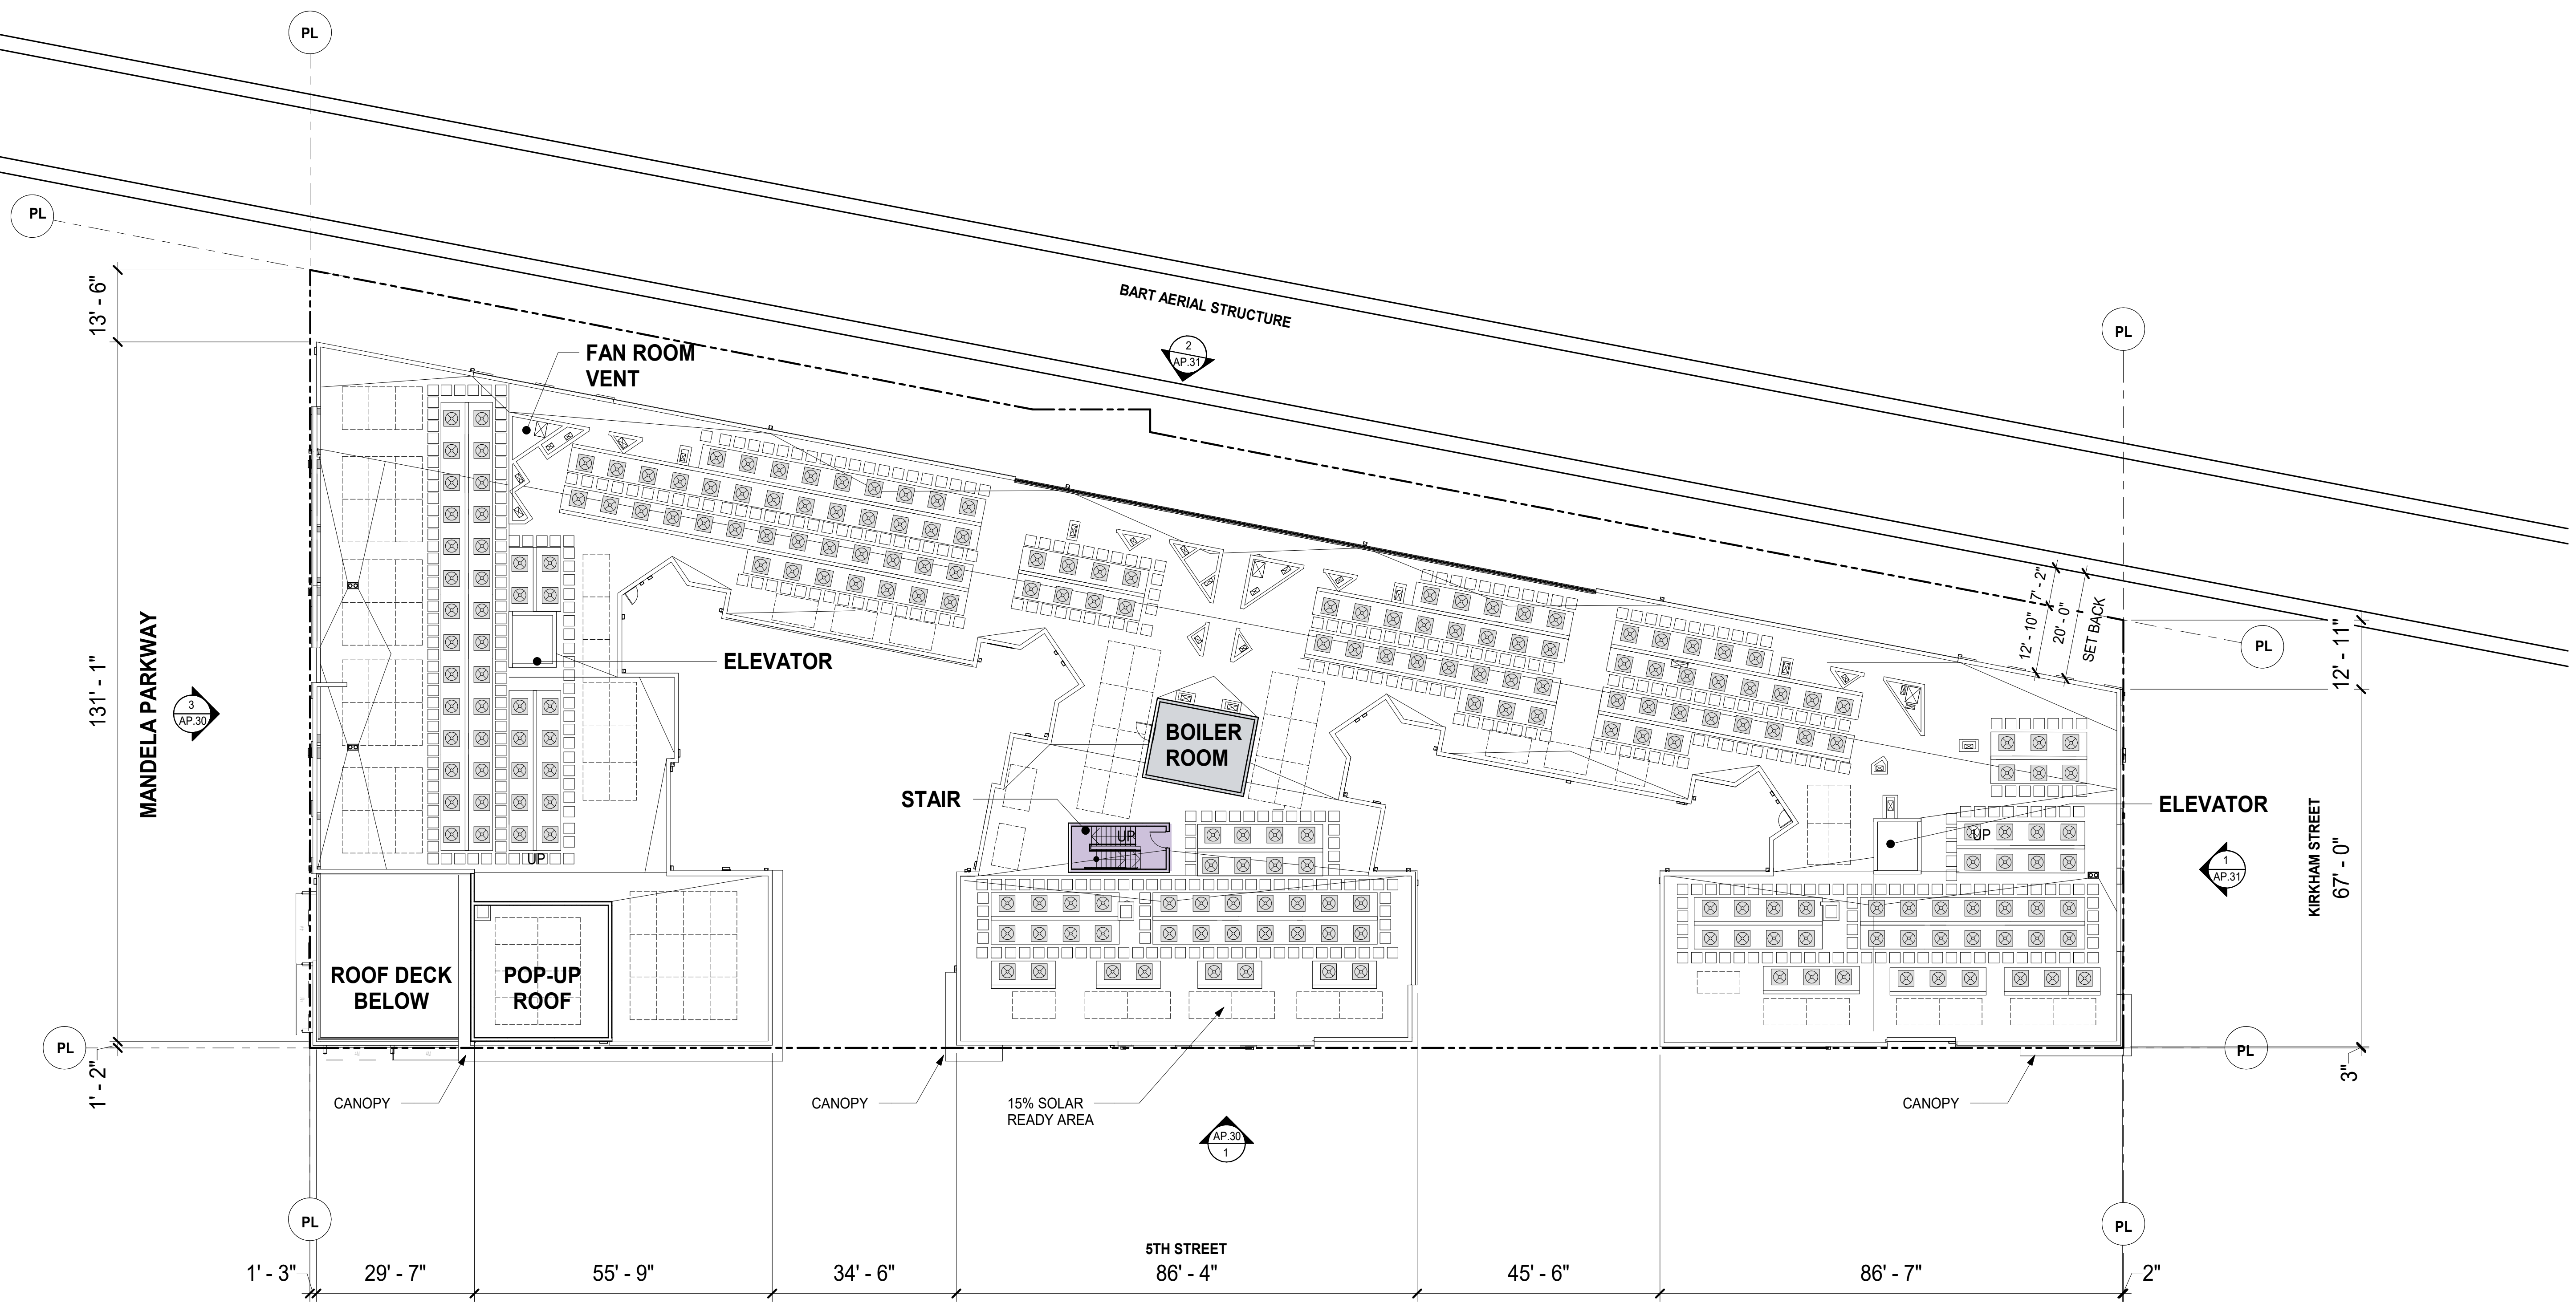 PL
PL
13' - 6"
BART AERIAL STRUCTURE
2
AP.31
PL
FAN ROOM
VENT
7' - 2"
12' - 10"
20' - 0"
SET BACK
12' - 11"
PL
131' - 1"
MANDELA PARKWAY
3
AP.30
ELEVATOR
BOILER
ROOM
STAIR
UP
ELEVATOR
UP
UP
1
AP.31
KIRKHAM STREET
67' - 0"
ROOF DECK
BELOW
POP-UP
ROOF
PL
PL
1' - 2"
3"
CANOPY
CANOPY
15% SOLAR
READY AREA
CANOPY
AP.30
1
PL
PL
5TH STREET
1' - 3"
29' - 7"
55' - 9"
34' - 6"
86' - 4"
45' - 6"
86' - 7"
2"